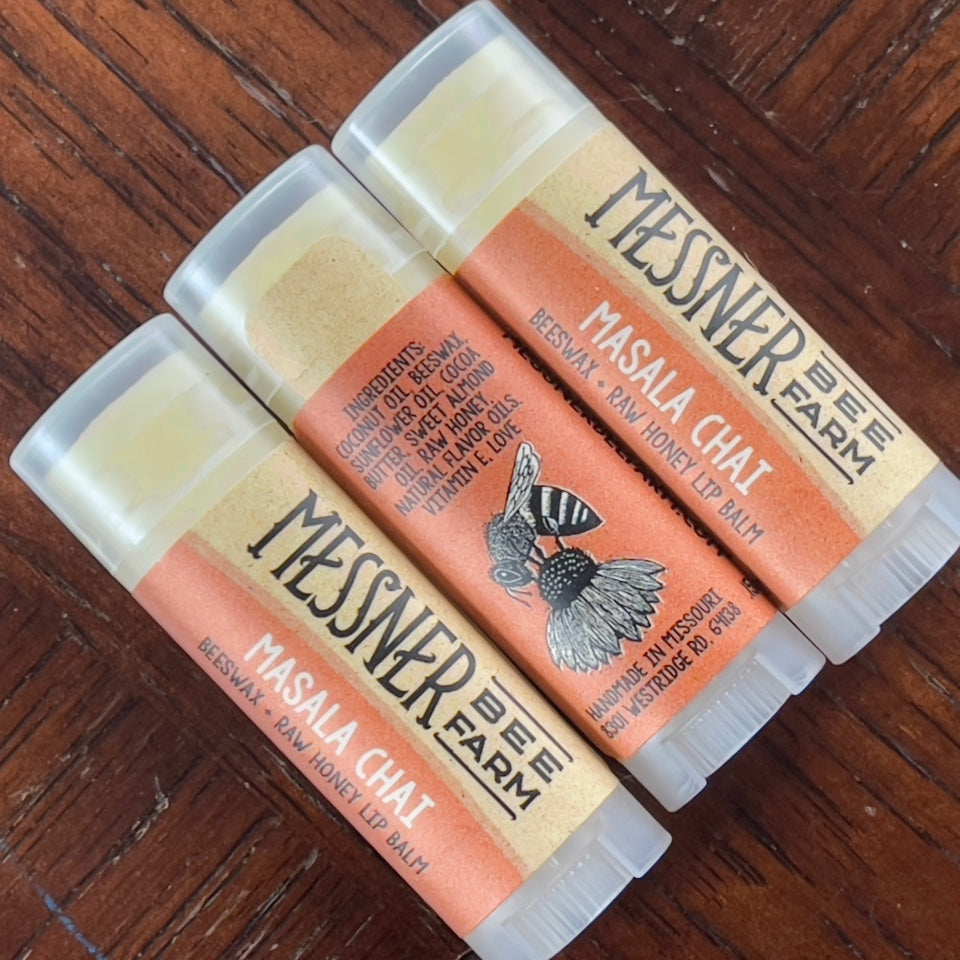 MESSNER
BEE
FARM
MASALA CHAI
BEESWAX + RAW HONEY LIP BALM
INGREDIENTS:
COCONUT OIL, BEESWAX,
SUNFLOWER OIL, COCOA
BUTTER, SWEET ALMOND
OIL, RAW HONEY,
NATURAL FLAVOR OILS,
VITAMIN E, LOVE
HANDMADE IN MISSOURI
8301 WESTRIDGE RD. 64138
MESSNER
BEE
FARM
MASALA CHAI
BEESWAX + RAW HONEY LIP BALM